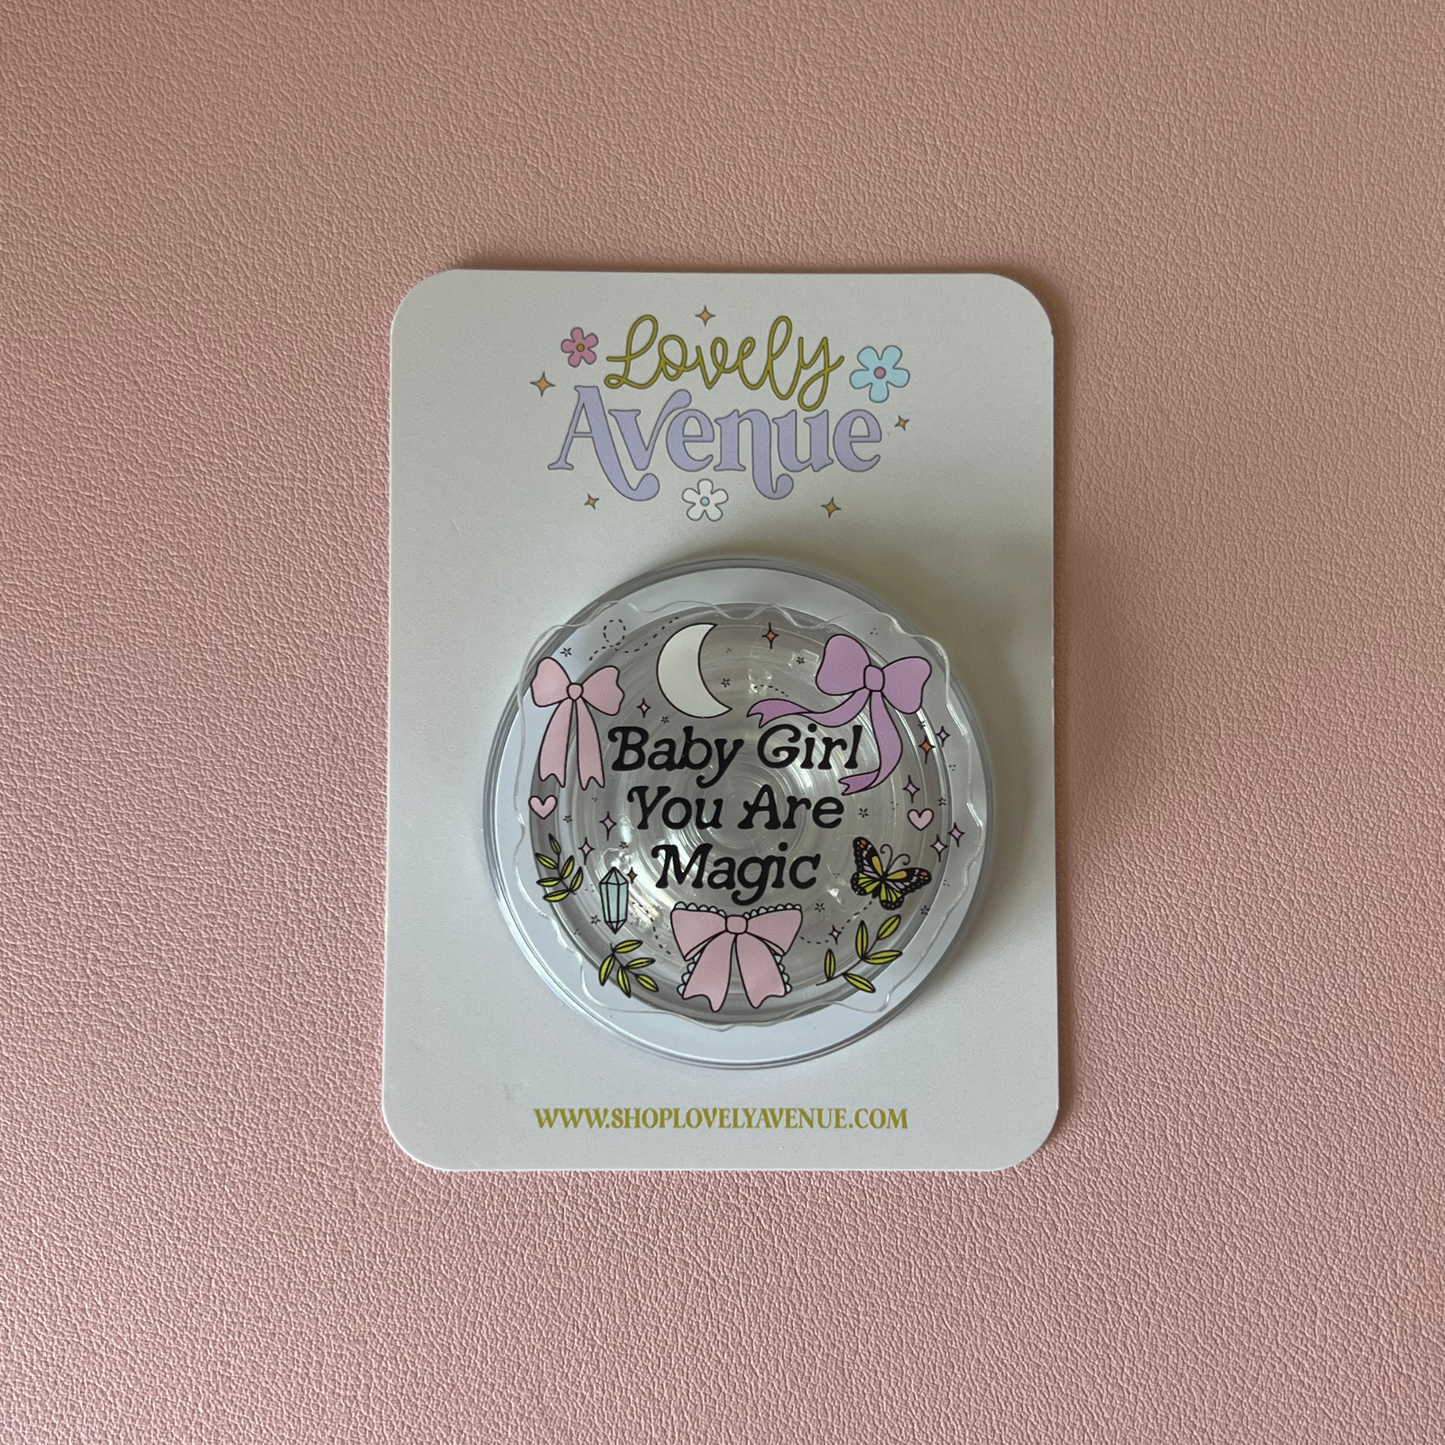 Lovely
Avenue
Baby Girl
You Are
Magic
WWW.SHOPLOVELYAVENUE.COM